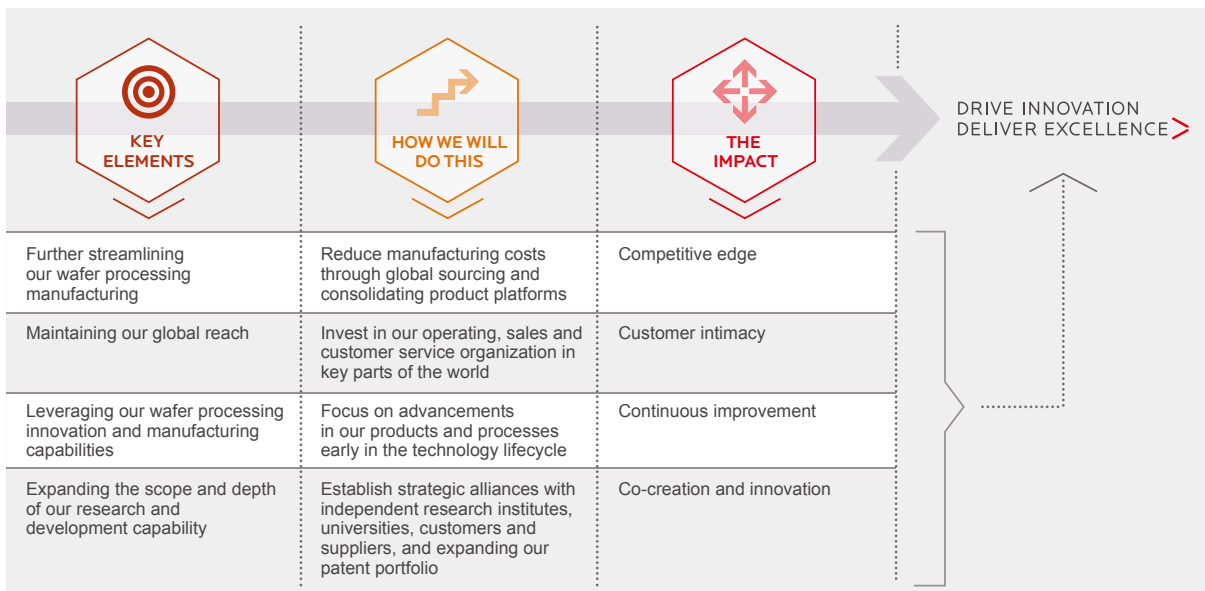 KEY
ELEMENTS
HOW WE WILL
DO THIS
THE
IMPACT
DRIVE INNOVATION
DELIVER EXCELLENCE
Further streamlining
our wafer processing
manufacturing
Reduce manufacturing costs
through global sourcing and
consolidating product platforms
Competitive edge
Maintaining our global reach
Invest in our operating, sales and
customer service organization in
key parts of the world
Customer intimacy
Leveraging our wafer processing
innovation and manufacturing
capabilities
Focus on advancements
in our products and processes
early in the technology lifecycle
Continuous improvement
Expanding the scope and depth
of our research and
development capability
Establish strategic alliances with
independent research institutes,
universities, customers and
suppliers, and expanding our
patent portfolio
Co-creation and innovation